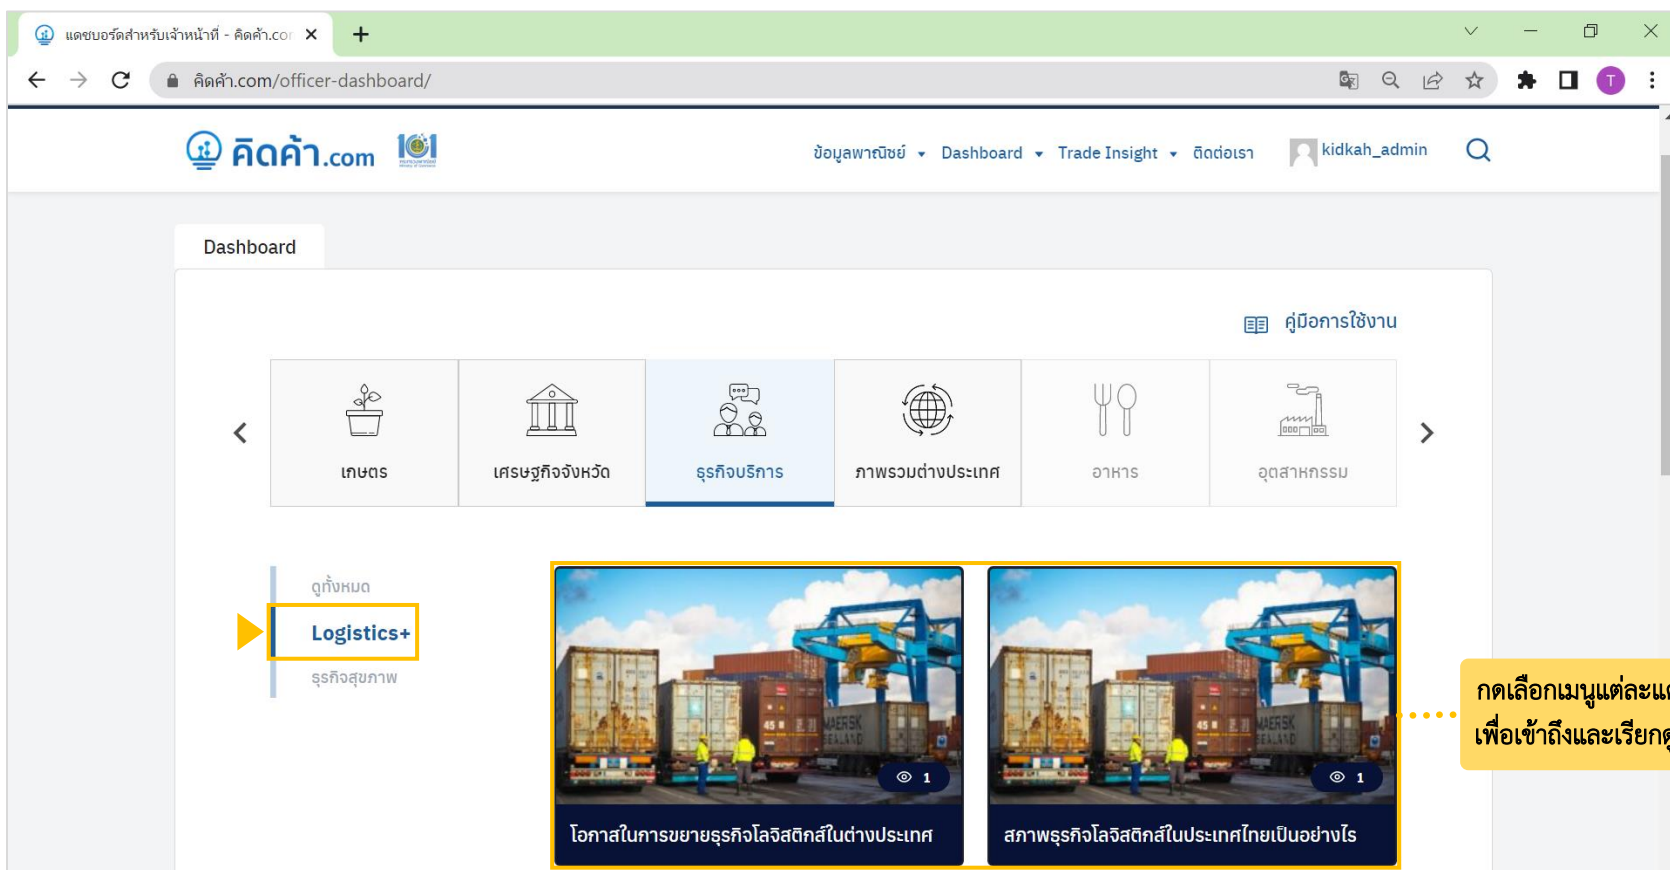 แดชบอร์ดสำหรับเจ้าหน้าที่ - คิดค้า.com
คิดค้า.com/officer-dashboard/
T
คิดค้า.com
101
ข้อมูลพาณิชย์
Dashboard
Trade Insight
ติดต่อเรา
kidkah_admin
Dashboard
คู่มือการใช้งาน
เกษตร
เศรษฐกิจจังหวัด
ธุรกิจบริการ
ภาพรวมต่างประเทศ
อาหาร
อุตสาหกรรม
ดูทั้งหมด
Logistics+
ธุรกิจสุขภาพ
MAERSK
SEALAND
1
MAERSK
SEALAND
1
โอกาสในการขยายธุรกิจโลจิสติกส์ในต่างประเทศ
สภาพธุรกิจโลจิสติกส์ในประเทศไทยเป็นอย่างไร
กดเลือกเมนูแต่ละแด
เพื่อเข้าถึงและเรียกดู